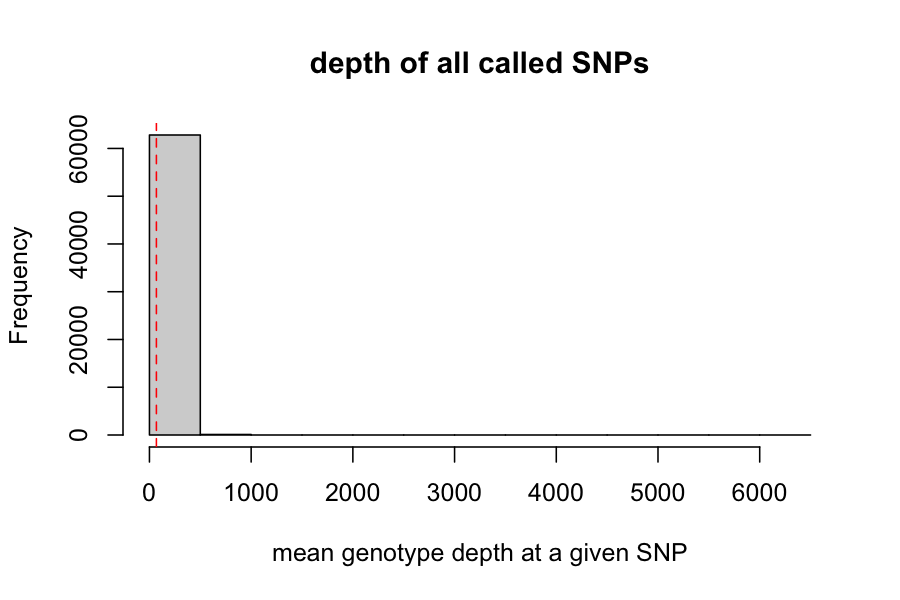 depth of all called SNPs
Frequency
60000
40000
20000
0
0 1000 2000 3000 4000 5000 6000
mean genotype depth at a given SNP